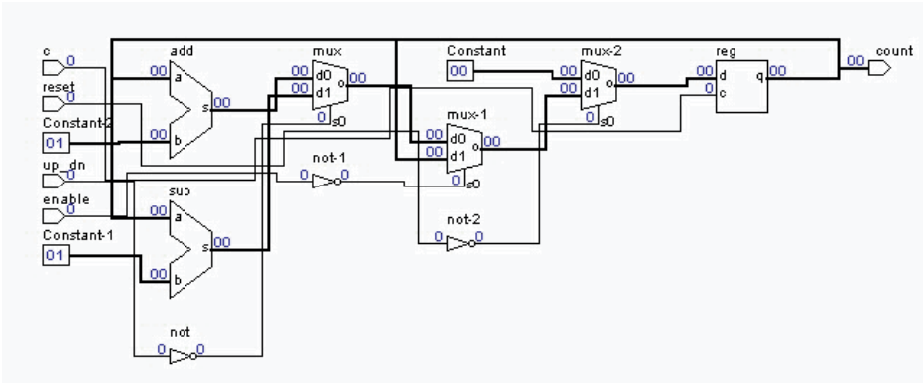 c
0
reset
0
Constant-2
01
up_dn
0
enable
0
Constant-1
01
add
00 a
s 00
00 b
sub
00 a
s 00
00 b
not
0 0
mux
00 d0
00 d1
o 00
0 s0
not-1
0 0
Constant
00
mux-1
00 d0
00 d1
o 00
0 s0
not-2
0 0
mux-2
00 d0
00 d1
o 00
0 s0
reg
00 d
q 00
0 c
count
00